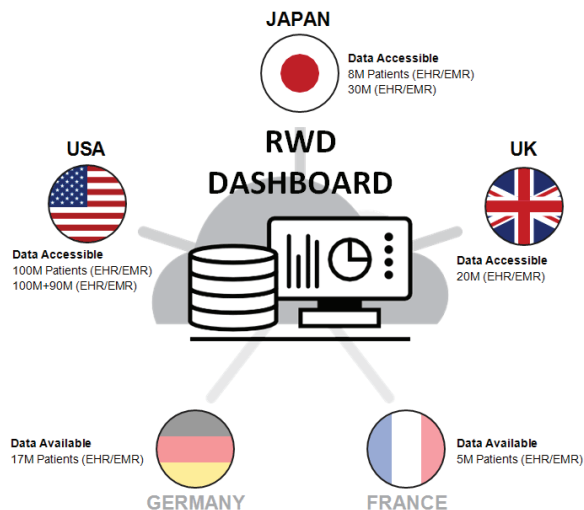 JAPAN
Data Accessible
8M Patients (EHR/EMR)
30M (EHR/EMR)
USA
Data Accessible
100M Patients (EHR/EMR)
100M+90M (EHR/EMR)
RWD
DASHBOARD
UK
Data Accessible
20M (EHR/EMR)
Data Available
17M Patients (EHR/EMR)
GERMANY
Data Available
5M Patients (EHR/EMR)
FRANCE